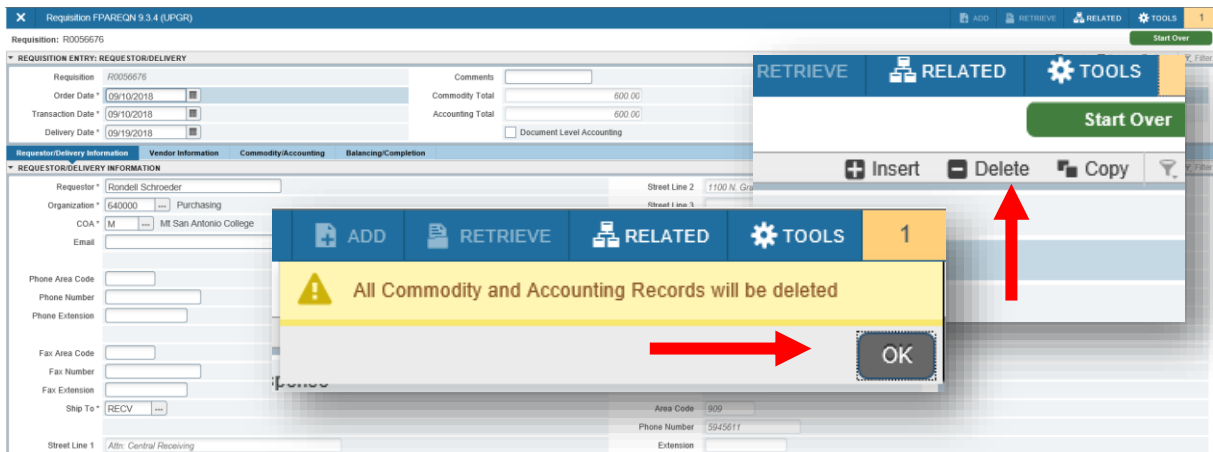 Requisition FPAREQN 9.3.4 (UPGR) ADD RETRIEVE RELATED TOOLS 1
Requisition: R0056676 Start Over
REQUISITION ENTRY: REQUESTOR/DELIVERY Filter
Requisition R0056676 Comments
Order Date * 09/10/2018 Commodity Total 600.00
Transaction Date * 09/10/2018 Accounting Total 600.00
Delivery Date * 09/19/2018 Document Level Accounting
RETRIEVE RELATED TOOLS
Start Over
Insert Delete Copy
Requestor/Delivery Information Vendor Information Commodity/Accounting Balancing/Completion
REQUESTOR/DELIVERY INFORMATION Filter
Requestor * Rondell Schroeder Street Line 2 1100 N.
Organization * 640000 ... Purchasing Street Line 3
COA * M ... Mt San Antonio College
Email
ADD RETRIEVE RELATED TOOLS 1
All Commodity and Accounting Records will be deleted
OK
Phone Area Code
Phone Number
Phone Extension
Fax Area Code
Fax Number
Fax Extension
Ship To * RECV ... Area Code 909
Phone Number 5945611
Street Line 1 Attn: Central Receiving Extension